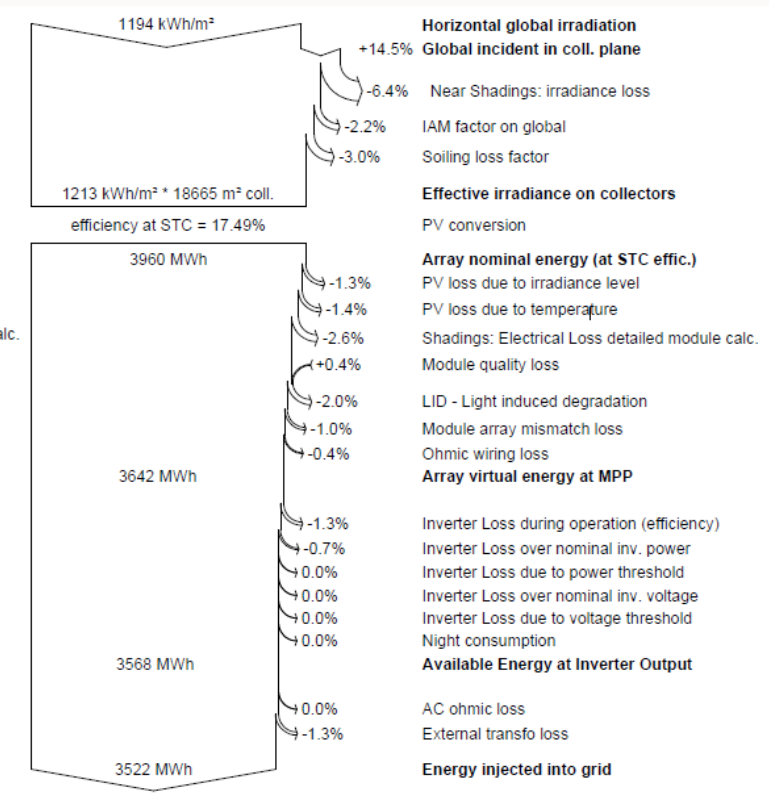 1194 kWh/m² Horizontal global irradiation
+14.5% Global incident in coll. plane
-6.4% Near Shadings: irradiance loss
-2.2% IAM factor on global
-3.0% Soiling loss factor
1213 kWh/m² * 18665 m² coll. Effective irradiance on collectors
efficiency at STC = 17.49% PV conversion
3960 MWh Array nominal energy (at STC effic.)
-1.3% PV loss due to irradiance level
-1.4% PV loss due to temperature
alc. -2.6% Shadings: Electrical Loss detailed module calc.
+0.4% Module quality loss
-2.0% LID - Light induced degradation
-1.0% Module array mismatch loss
-0.4% Ohmic wiring loss
3642 MWh Array virtual energy at MPP
-1.3% Inverter Loss during operation (efficiency)
-0.7% Inverter Loss over nominal inv. power
0.0% Inverter Loss due to power threshold
0.0% Inverter Loss over nominal inv. voltage
0.0% Inverter Loss due to voltage threshold
0.0% Night consumption
3568 MWh Available Energy at Inverter Output
0.0% AC ohmic loss
-1.3% External transfo loss
3522 MWh Energy injected into grid